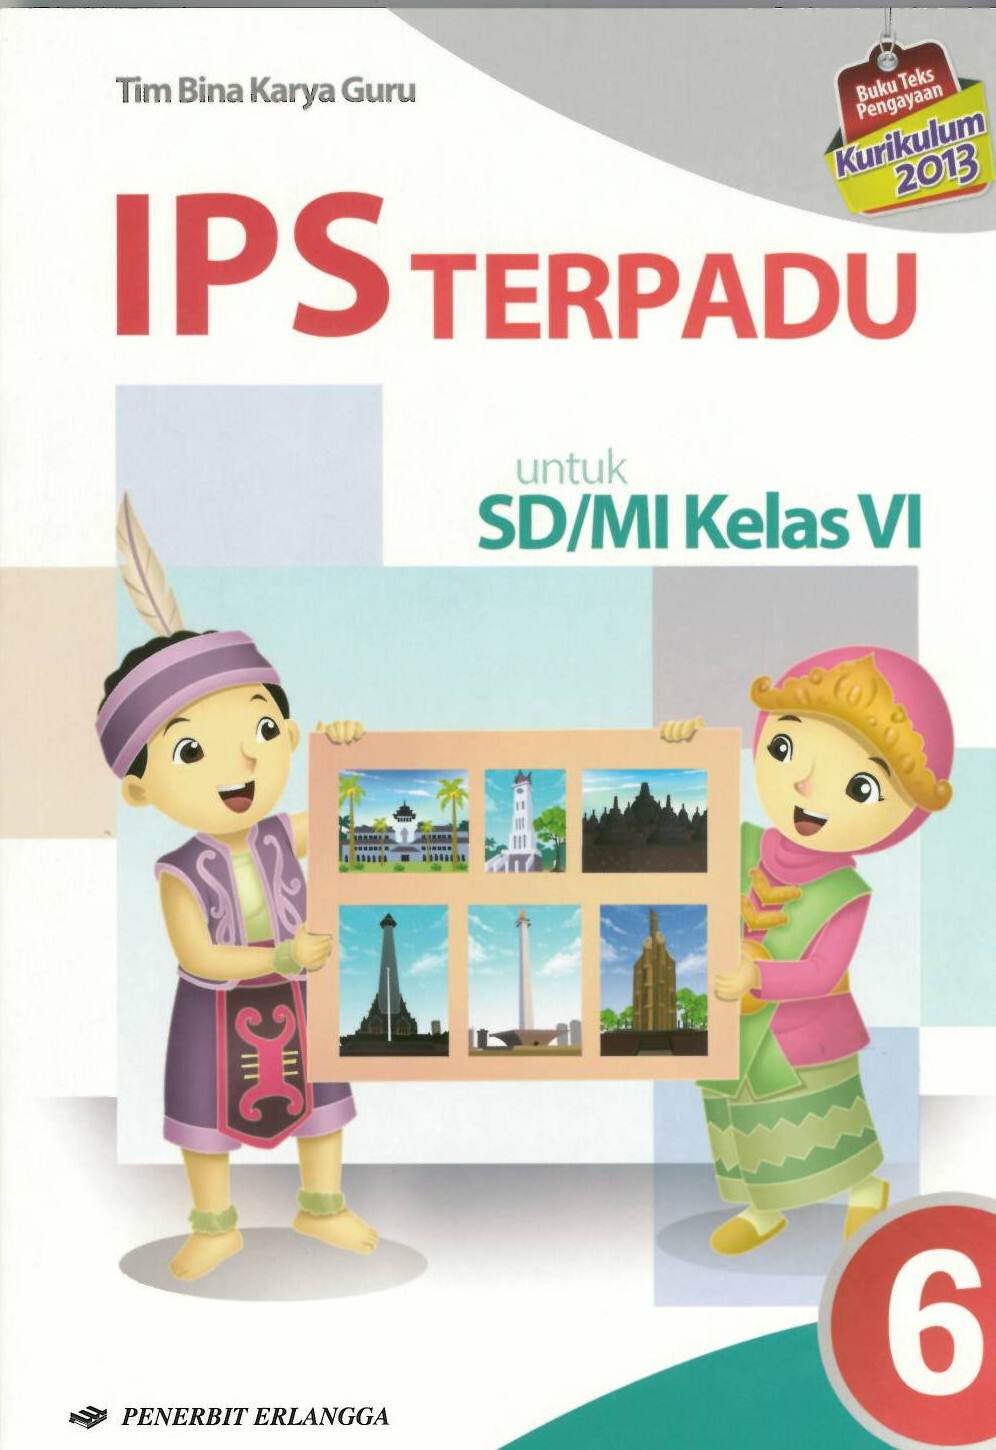 Tim Bina Karya Guru
Buku Teks
Pengayaan
Kurikulum
2013
IPS TERPADU
untuk
SD/MI Kelas VI
6
PENERBIT ERLANGGA